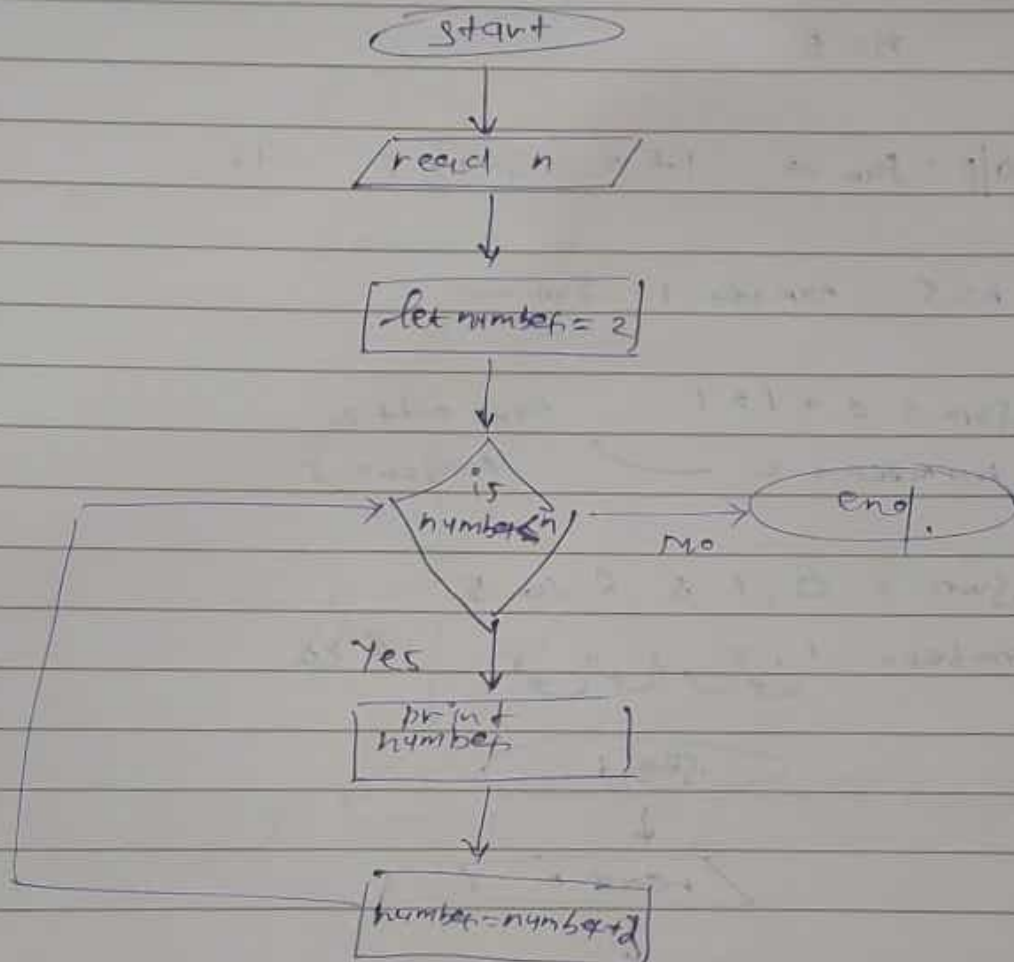 start
read n
let number = 2
is
number ≤ n
No
end.
Yes
print
number
number = number + 2